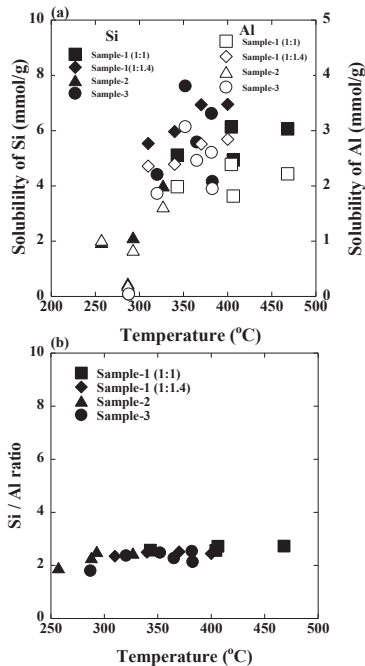 (a)
Si
Al
Sample-1 (1:1)
Sample-1(1:1.4)
Sample-2
Sample-3
Sample-1 (1:1)
Sample-1 (1:1.4)
Sample-2
Sample-3
10
8
6
4
2
0
5
4
3
2
1
0
Solubility of Si (mmol/g)
Solubility of Al (mmol/g)
200 250 300 350 400 450 500
Temperature (°C)
(b)
Sample-1 (1:1)
Sample-1 (1:1.4)
Sample-2
Sample-3
10
8
6
4
2
0
Si / Al ratio
250 300 350 400 450 500
Temperature (°C)